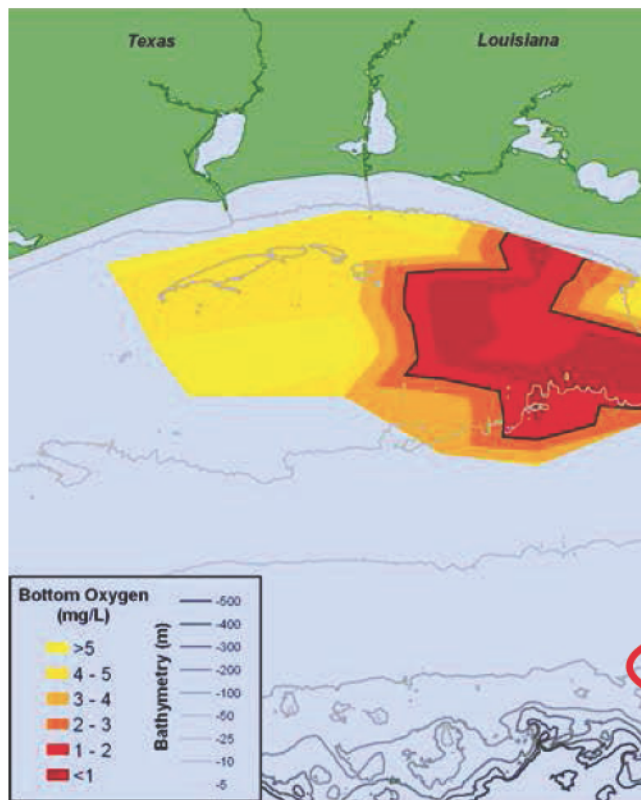 Texas
Louisiana
Bottom Oxygen
(mg/L)
>5
4 - 5
3 - 4
2 - 3
1 - 2
<1
Bathymetry (m)
-500
-400
-300
-200
-100
-50
-25
-10
-5